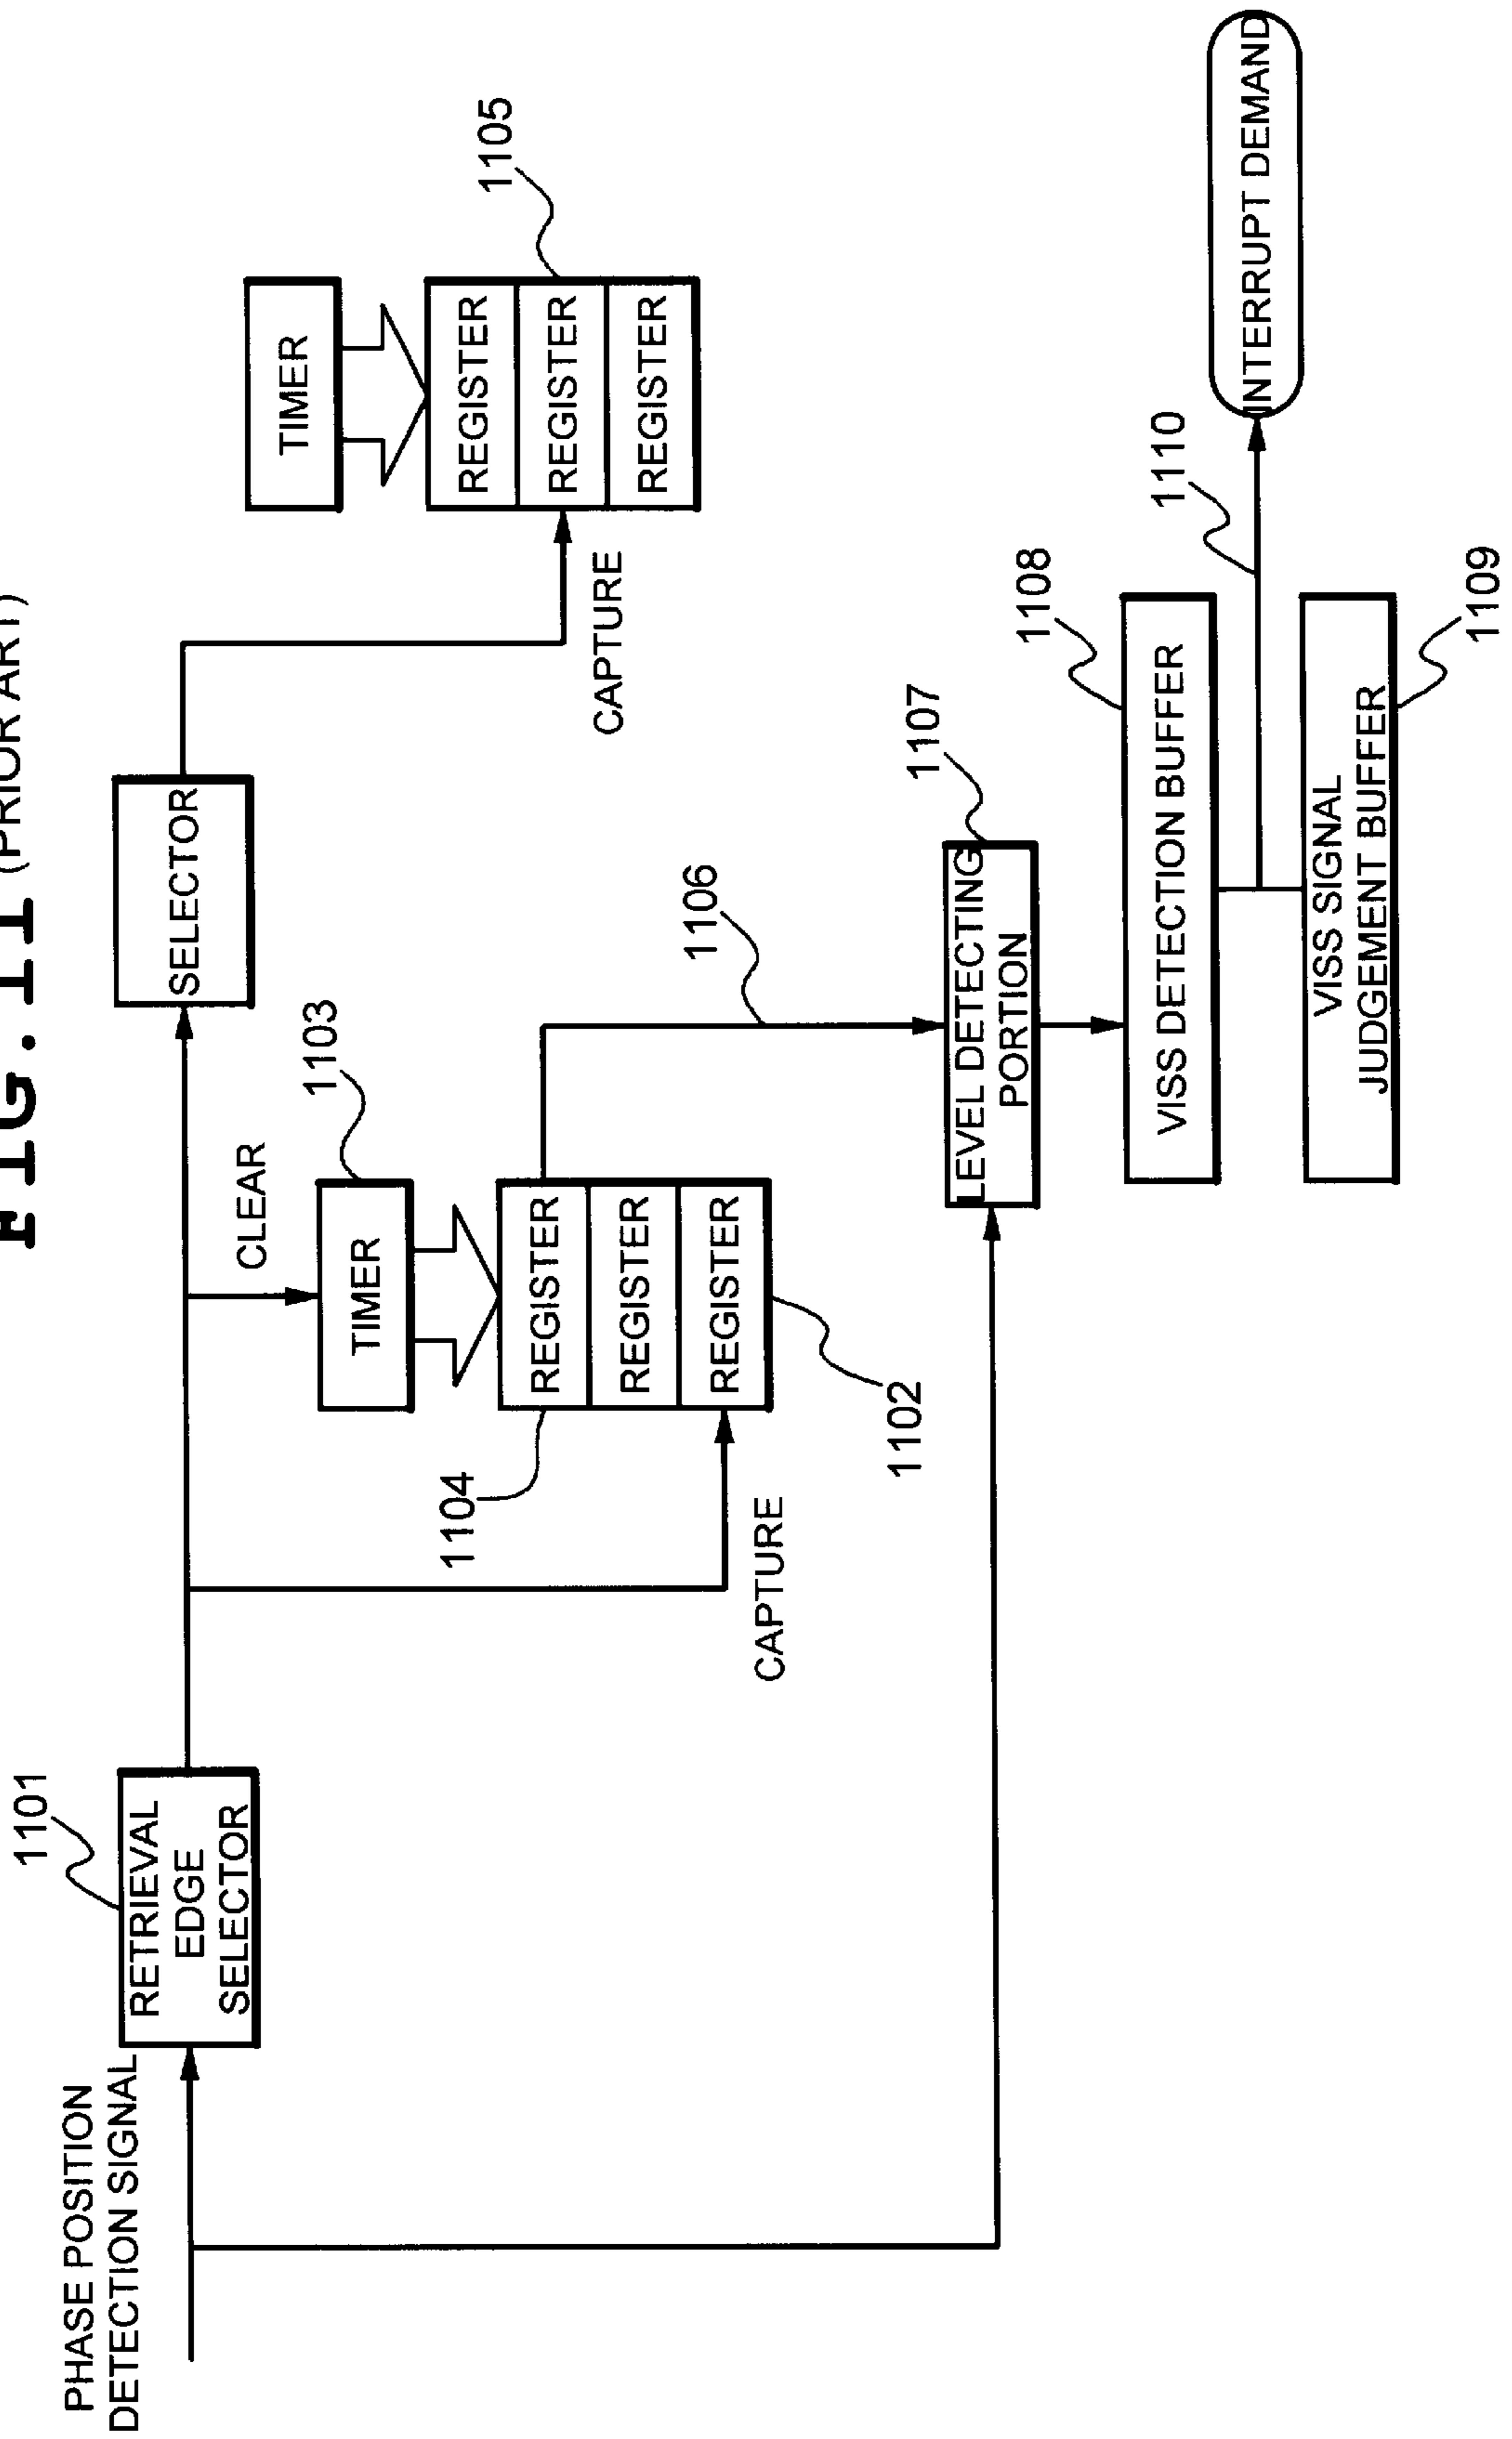 FIG. 11 (PRIOR ART)
PHASE POSITION
DETECTION SIGNAL
1101
RETRIEVAL
EDGE
SELECTOR
SELECTOR
CLEAR
1103
TIMER
1104
REGISTER
REGISTER
REGISTER
1102
CAPTURE
TIMER
1105
REGISTER
REGISTER
REGISTER
CAPTURE
1106
1107
LEVEL DETECTING
PORTION
1108
VISS DETECTION BUFFER
1110
INTERRUPT DEMAND
VISS SIGNAL
JUDGEMENT BUFFER
1109